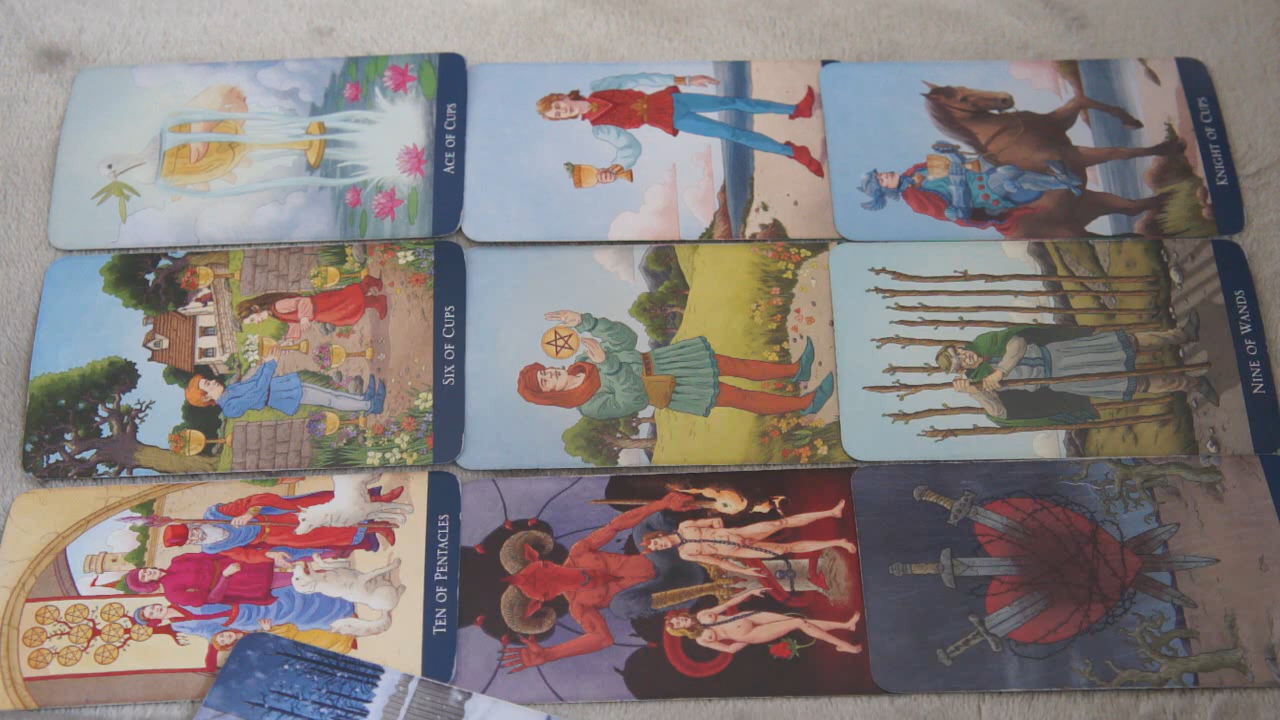 ACE OF CUPS
KNIGHT OF CUPS
SIX OF CUPS
NINE OF WANDS
TEN OF PENTACLES